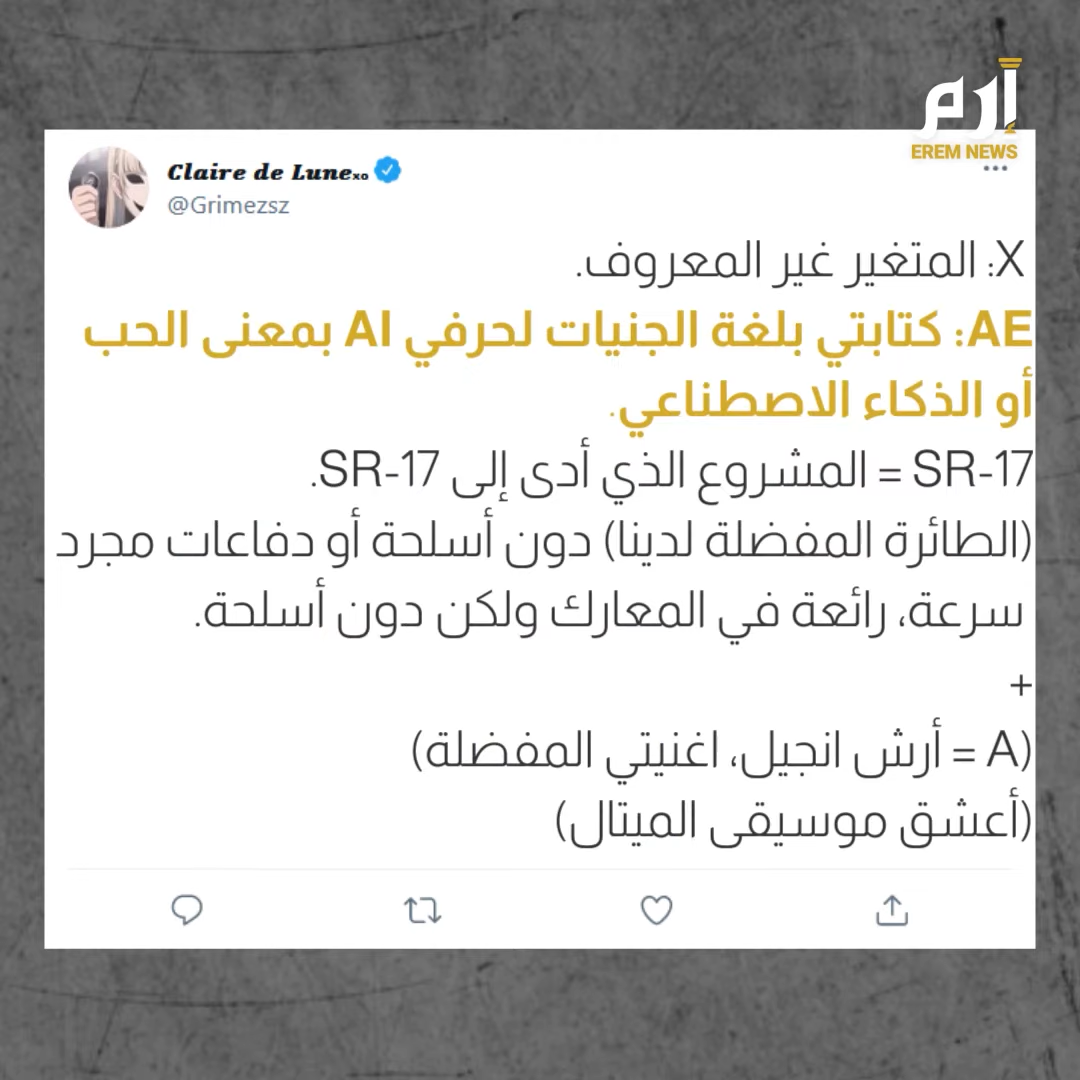 إرم
EREM NEWS
Claire de Lunexo
@Grimezsz
X: المتغير غير المعروف.
AE: كتابتي بلغة الجنيات لحرفي AI بمعنى الحب
أو الذكاء الاصطناعي.
SR-17 = المشروع الذي أدى إلى SR-17.
(الطائرة المفضلة لدينا) دون أسلحة أو دفاعات مجرد
سرعة، رائعة في المعارك ولكن دون أسلحة.
+
(A = أرش انجيل، اغنيتي المفضلة)
(أعشق موسيقى الميتال)